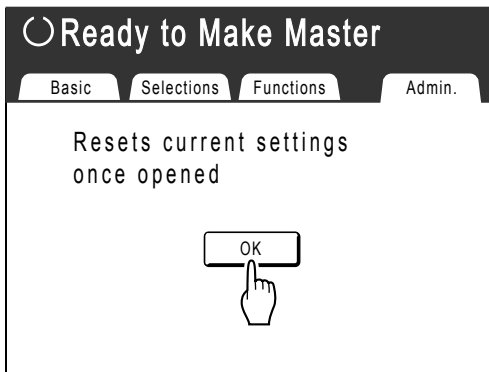 Ready to Make Master
Basic Selections Functions Admin.
Resets current settings
once opened
OK